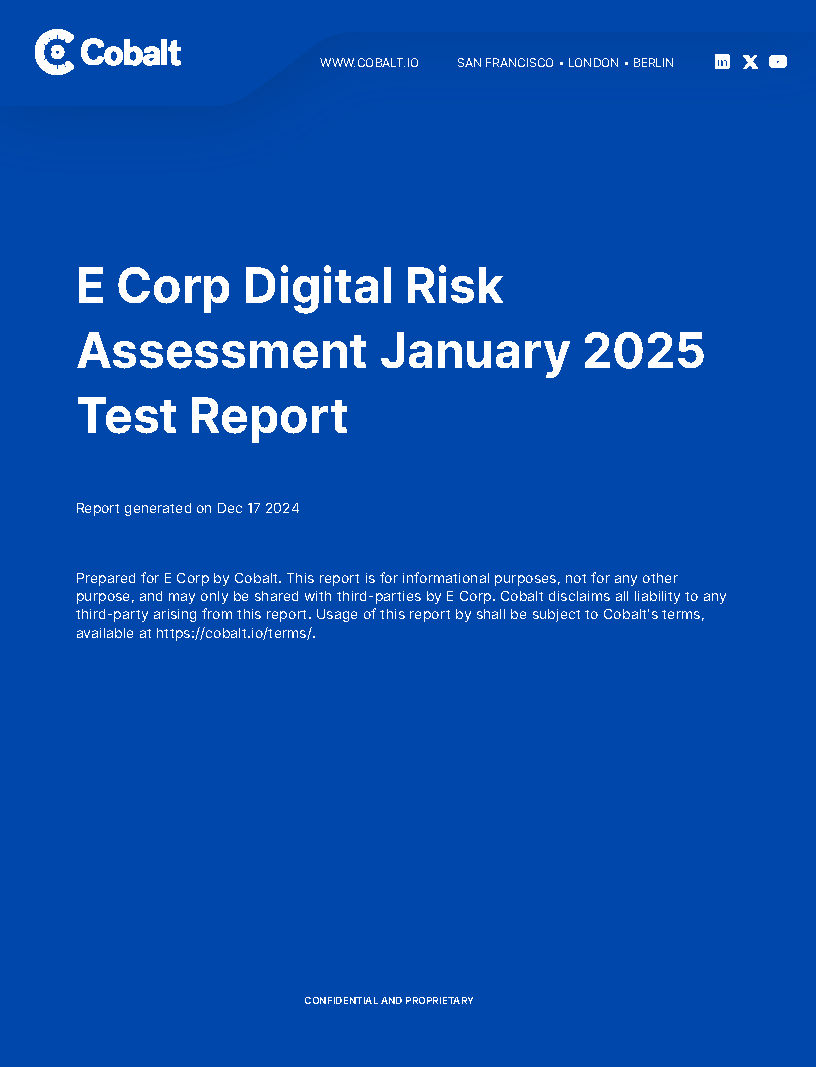 Cobalt
WWW.COBALT.IO SAN FRANCISCO • LONDON • BERLIN
E Corp Digital Risk
Assessment January 2025
Test Report
Report generated on Dec 17 2024
Prepared for E Corp by Cobalt. This report is for informational purposes, not for any other
purpose, and may only be shared with third-parties by E Corp. Cobalt disclaims all liability to any
third-party arising from this report. Usage of this report by shall be subject to Cobalt's terms,
available at https://cobalt.io/terms/.
CONFIDENTIAL AND PROPRIETARY